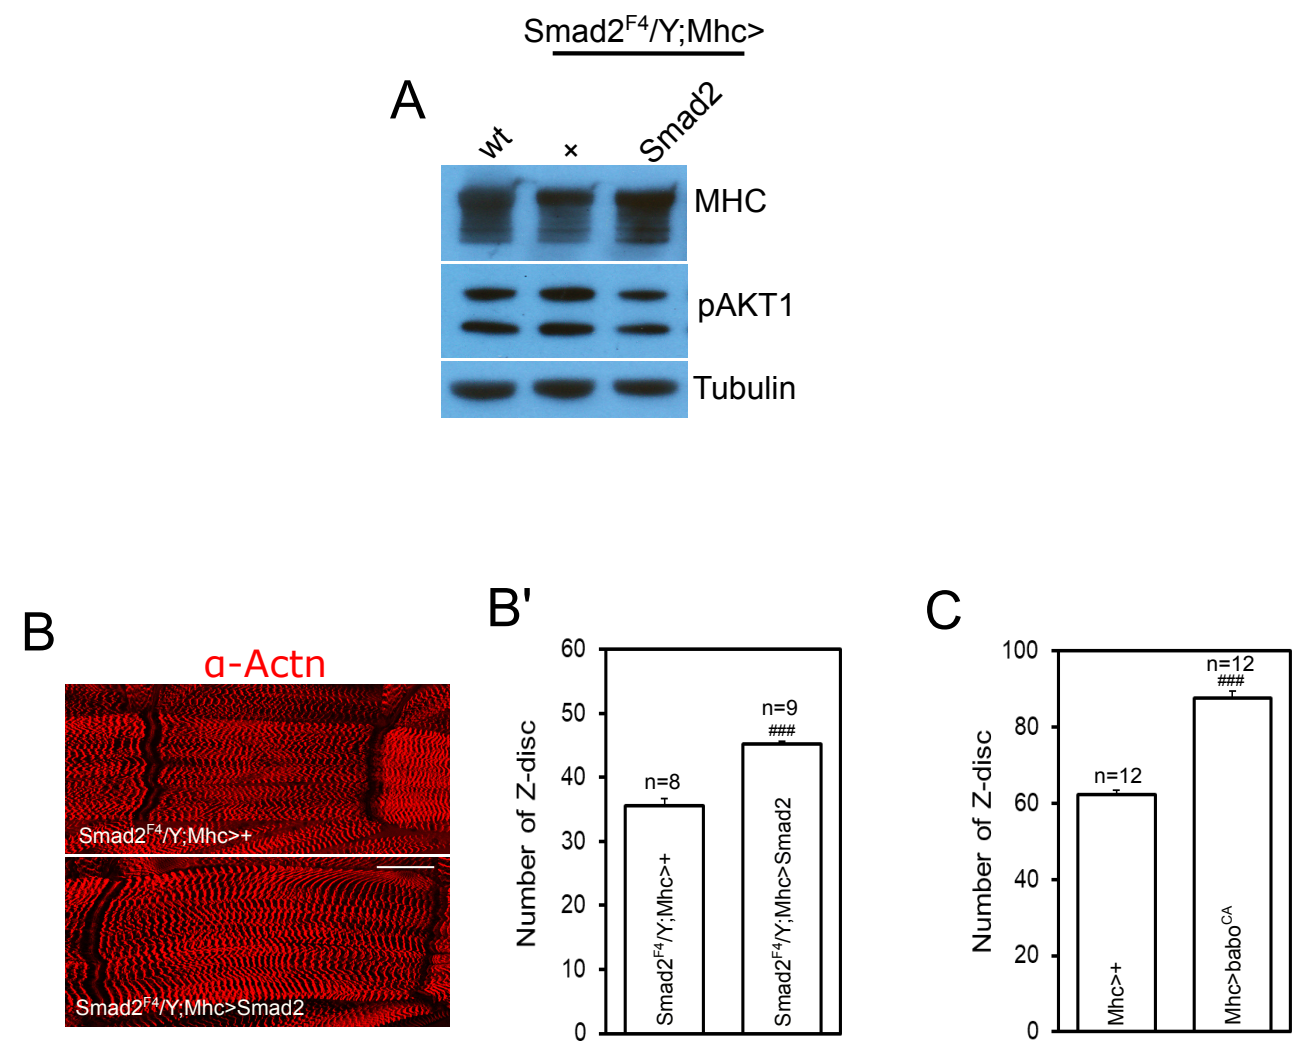 Smad2F4/Y;Mhc>
A
wt
+
Smad2
MHC
pAKT1
Tubulin
B
α-Actn
Smad2F4/Y;Mhc>+
Smad2F4/Y;Mhc>Smad2
B'
Number of Z-disc
60
50
40
30
20
10
0
n=8
n=9
###
Smad2F4/Y;Mhc>+
Smad2F4/Y;Mhc>Smad2
C
Number of Z-disc
100
80
60
40
20
0
n=12
n=12
###
Mhc>+
Mhc>baboCA